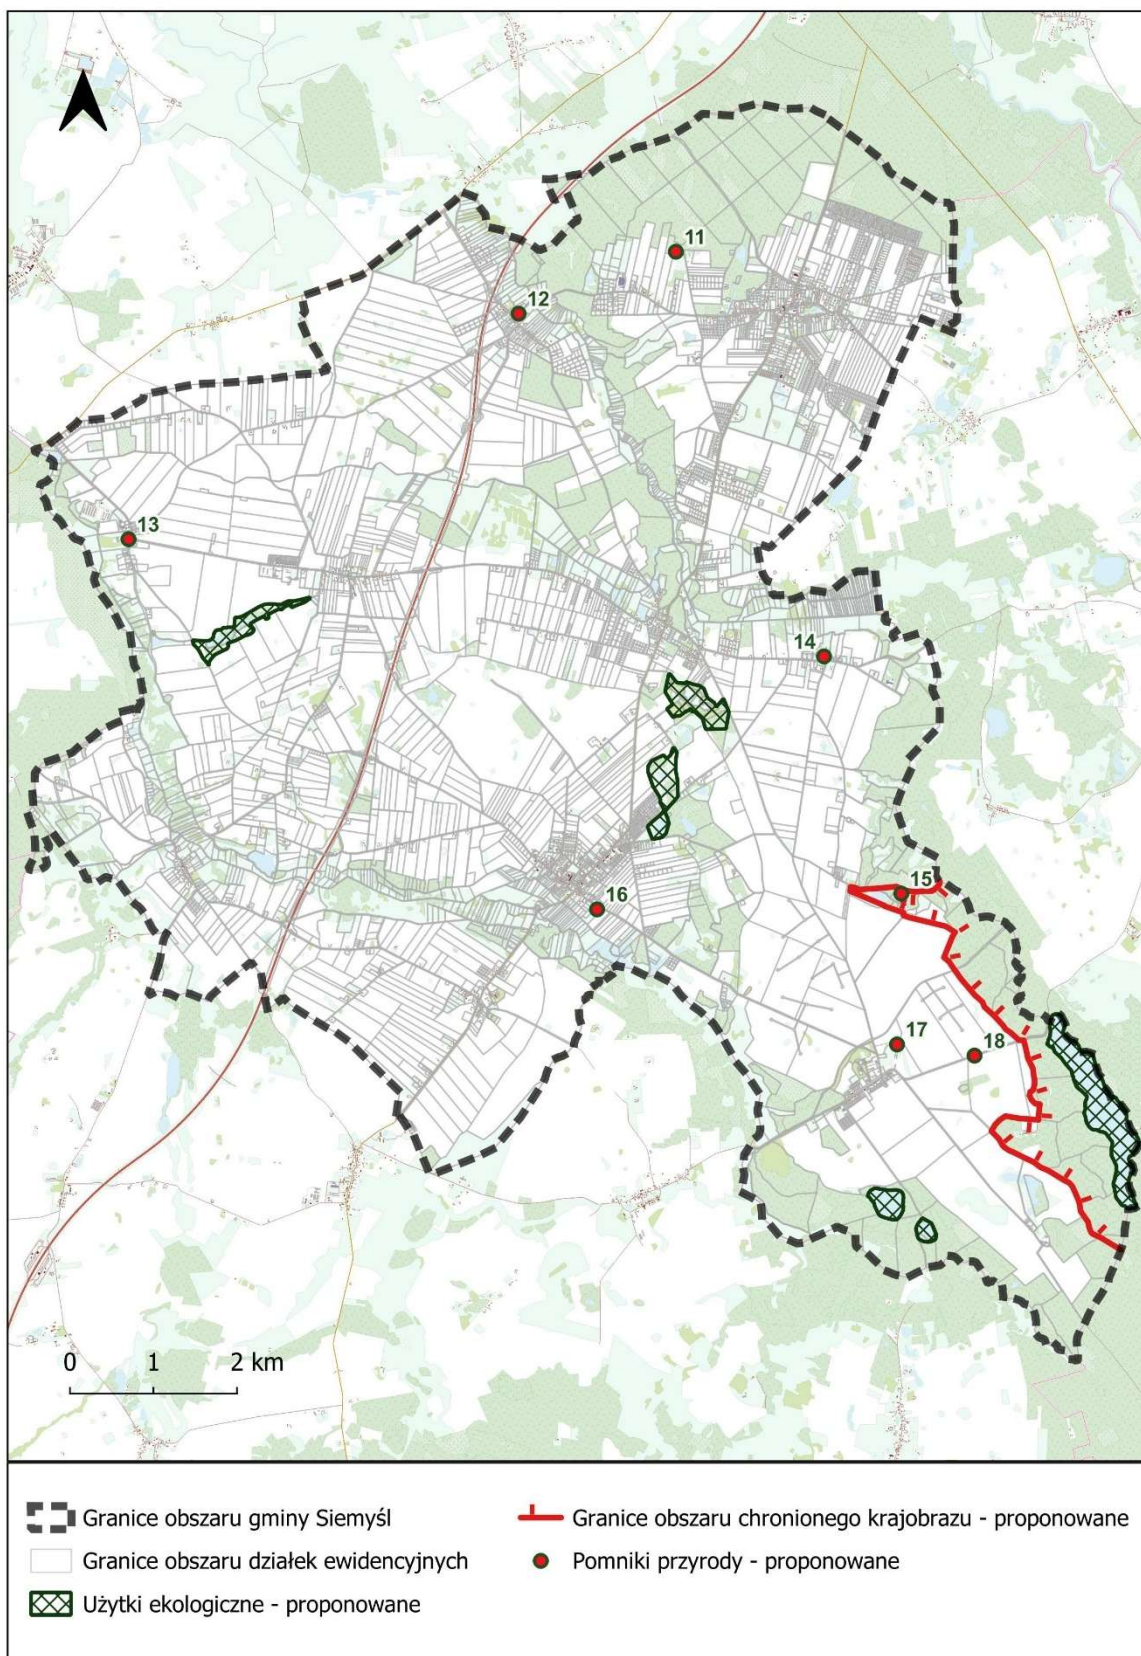 11
12
13
14
15
16
17
18
0 1 2 km
Granice obszaru gminy Siemyśl
Granice obszaru działek ewidencyjnych
Użytki ekologiczne - proponowane
Granice obszaru chronionego krajobrazu - proponowane
Pomniki przyrody - proponowane